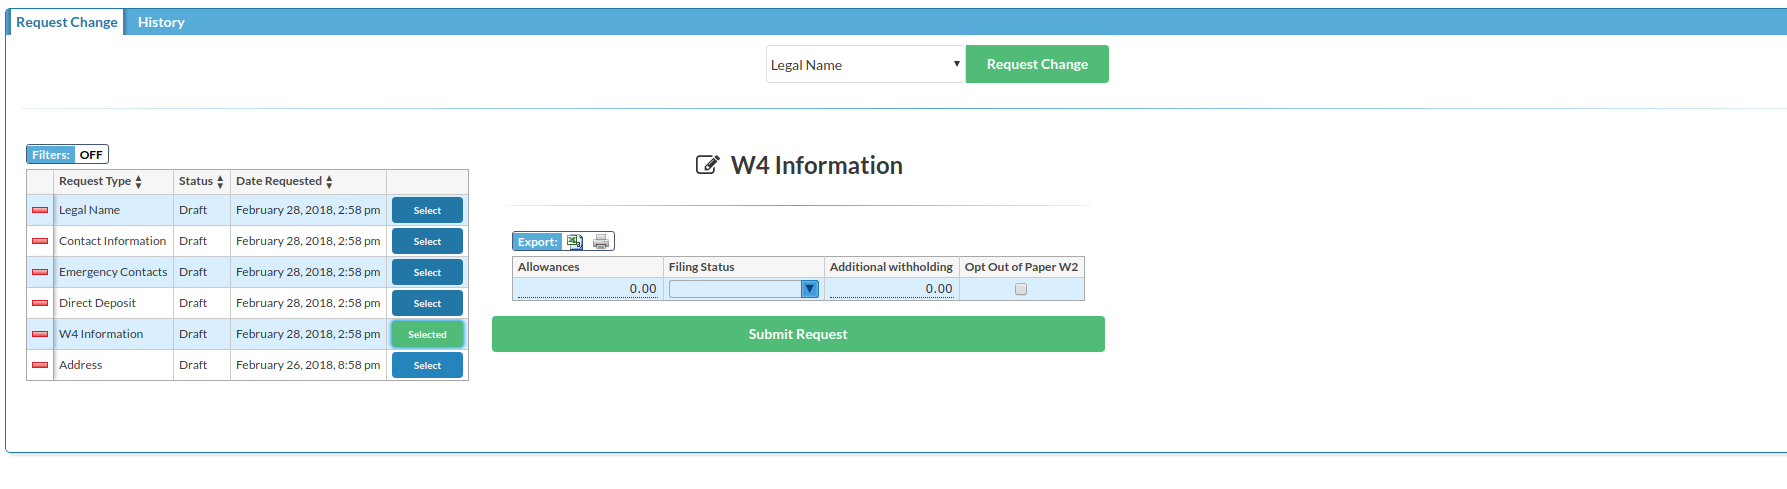 Request Change History
Legal Name Request Change
Filters: OFF
Request Type Status Date Requested
Legal Name Draft February 28, 2018, 2:58 pm Select
Contact Information Draft February 28, 2018, 2:58 pm Select
Emergency Contacts Draft February 28, 2018, 2:58 pm Select
Direct Deposit Draft February 28, 2018, 2:58 pm Select
W4 Information Draft February 28, 2018, 2:58 pm Selected
Address Draft February 26, 2018, 8:58 pm Select
W4 Information
Export:
Allowances Filing Status Additional withholding Opt Out of Paper W2
0.00 0.00
Submit Request